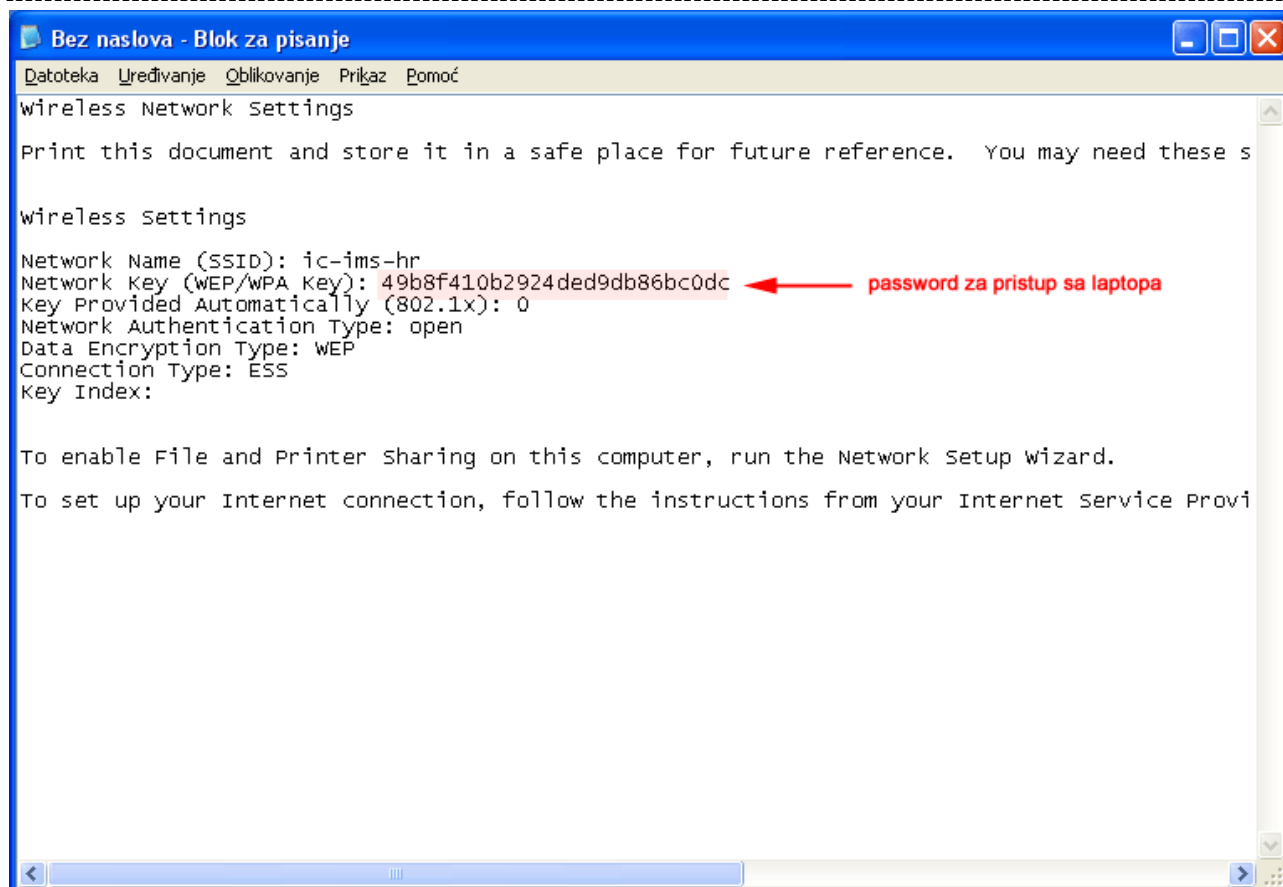 Bez naslova - Blok za pisanje
Datoteka Uređivanje Oblikovanje Prikaz Pomoć
Wireless Network Settings
Print this document and store it in a safe place for future reference.  You may need these s
Wireless Settings
Network Name (SSID): ic-ims-hr
Network Key (WEP/WPA Key): 49b8f410b2924ded9db86bc0dc password za pristup sa laptopa
Key Provided Automatically (802.1x): 0
Network Authentication Type: open
Data Encryption Type: WEP
Connection Type: ESS
Key Index:
To enable File and Printer Sharing on this computer, run the Network Setup Wizard.
To set up your Internet connection, follow the instructions from your Internet Service Provi